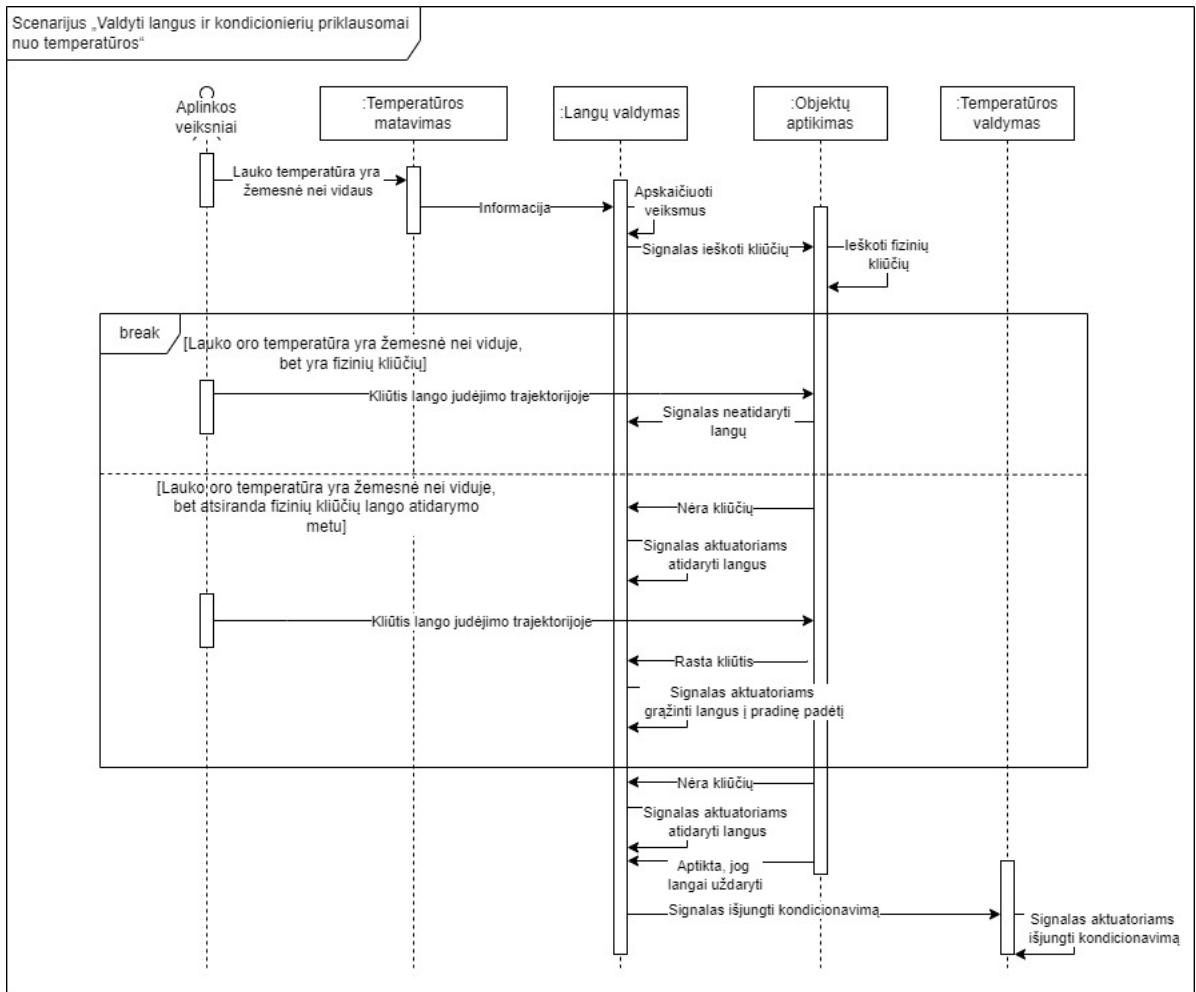 Scenarijus „Valdyti langus ir kondicionierių priklausomai
nuo temperatūros“
Aplinkos
veiksniai
:Temperatūros
matavimas
:Langų valdymas
:Objektų
aptikimas
:Temperatūros
valdymas
Lauko temperatūra yra
žemesnė nei vidaus
Informacija
Apskaičiuoti
veiksmus
Signalas ieškoti kliūčių
Ieškoti fizinių
kliūčių
break
[Lauko oro temperatūra yra žemesnė nei viduje,
bet yra fizinių kliūčių]
Kliūtis lango judėjimo trajektorijoje
Signalas neatidaryti
langų
[Lauko oro temperatūra yra žemesnė nei viduje,
bet atsiranda fizinių kliūčių lango atidarymo
metu]
Nėra kliūčių
Signalas aktuatoriams
atidaryti langus
Kliūtis lango judėjimo trajektorijoje
Rasta kliūtis
Signalas aktuatoriams
grąžinti langus į pradinę padėtį
Nėra kliūčių
Signalas aktuatoriams
atidaryti langus
Aptikta, jog
langai uždaryti
Signalas išjungti kondicionavimą
Signalas aktuatoriams
išjungti kondicionavimą